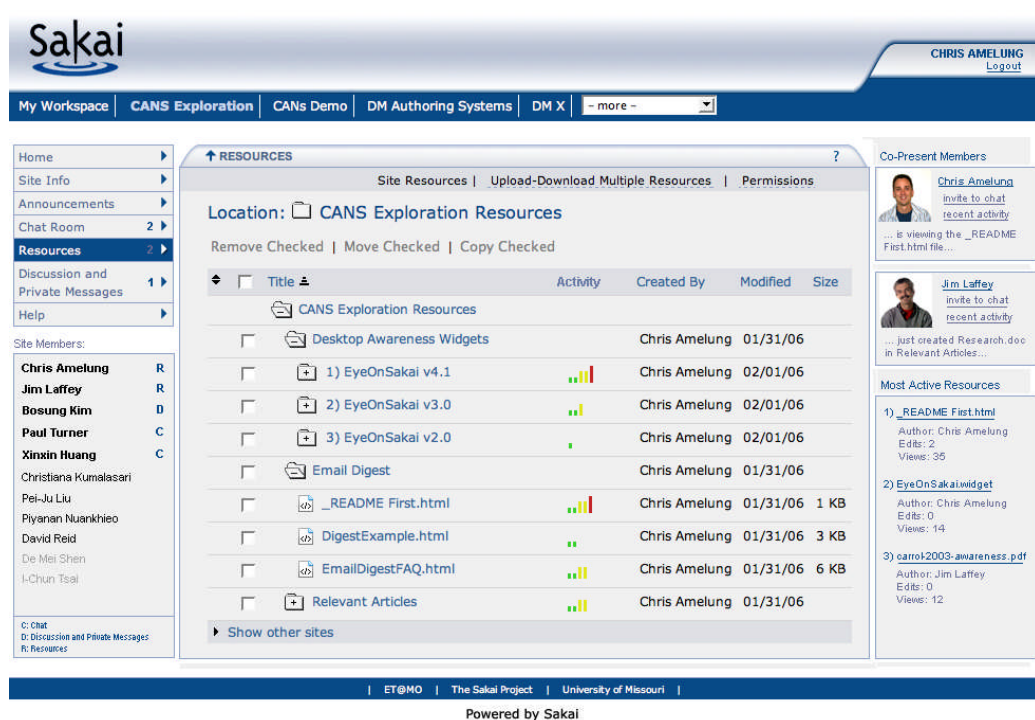 Sakai
CHRIS AMELUNG
Logout
My Workspace | CANS Exploration | CANs Demo | DM Authoring Systems | DM X | - more -
Home
Site Info
Announcements
Chat Room 2
Resources 2
Discussion and
Private Messages 1
Help
Site Members:
Chris Amelung R
Jim Laffey R
Bosung Kim D
Paul Turner C
Xinxin Huang C
Christiana Kumalasari
Pei-Ju Liu
Piyanan Nuankhieo
David Reid
De Mei Shen
I-Chun Tsai
C: Chat
D: Discussion and Private Messages
R: Resources
RESOURCES ?
Site Resources | Upload-Download Multiple Resources | Permissions
Location: CANS Exploration Resources
Remove Checked | Move Checked | Copy Checked
Title Activity Created By Modified Size
CANS Exploration Resources
Desktop Awareness Widgets Chris Amelung 01/31/06
1) EyeOnSakai v4.1 Chris Amelung 02/01/06
2) EyeOnSakai v3.0 Chris Amelung 02/01/06
3) EyeOnSakai v2.0 Chris Amelung 02/01/06
Email Digest Chris Amelung 01/31/06
_README First.html Chris Amelung 01/31/06 1 KB
DigestExample.html Chris Amelung 01/31/06 3 KB
EmailDigestFAQ.html Chris Amelung 01/31/06 6 KB
Relevant Articles Chris Amelung 01/31/06
Show other sites
Co-Present Members
Chris Amelung
invite to chat
recent activity
... is viewing the _README
First.html file...
Jim Laffey
invite to chat
recent activity
... just created Research.doc
in Relevant Articles...
Most Active Resources
1) _README First.html
Author: Chris Amelung
Edits: 2
Views: 35
2) EyeOnSakai.widget
Author: Chris Amelung
Edits: 0
Views: 14
3) carrok2003-awareness.pdf
Author: Jim Laffey
Edits: 0
Views: 12
| ET@MO | The Sakai Project | University of Missouri |
Powered by Sakai